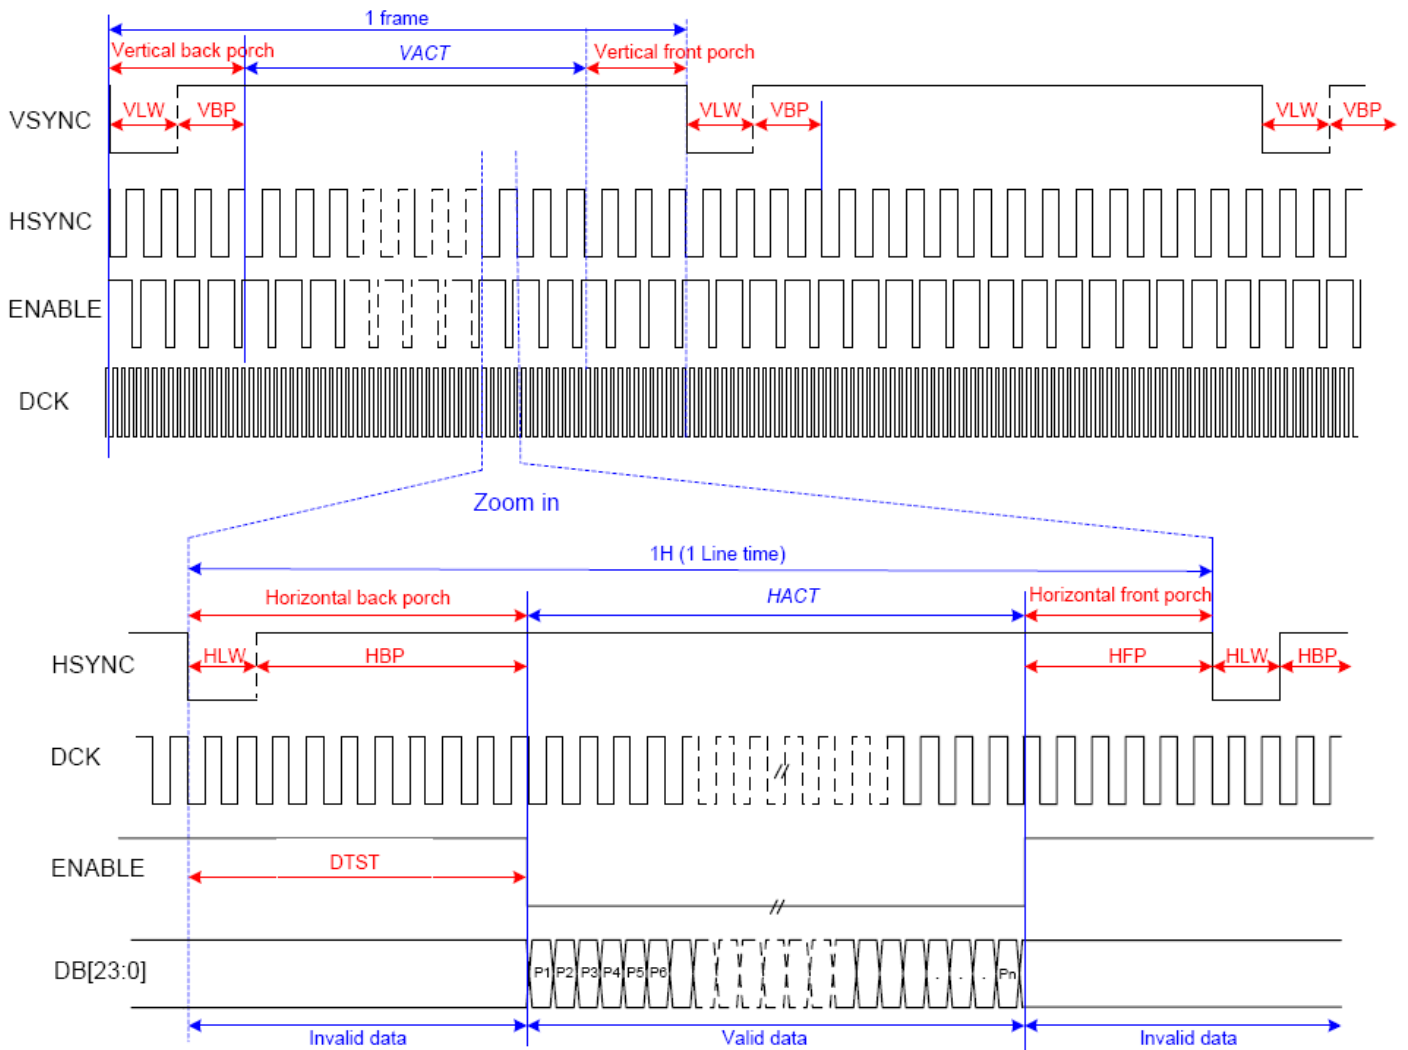 1 frame
Vertical back porch VACT Vertical front porch
VSYNC VLW VBP VLW VBP VLW VBP
HSYNC
ENABLE
DCK
Zoom in
1H (1 Line time)
Horizontal back porch HACT Horizontal front porch
HSYNC HLW HBP HFP HLW HBP
DCK //
ENABLE DTST
//
DB[23:0] P1 P2 P3 P4 P5 P6 . . . Pn
Invalid data Valid data Invalid data